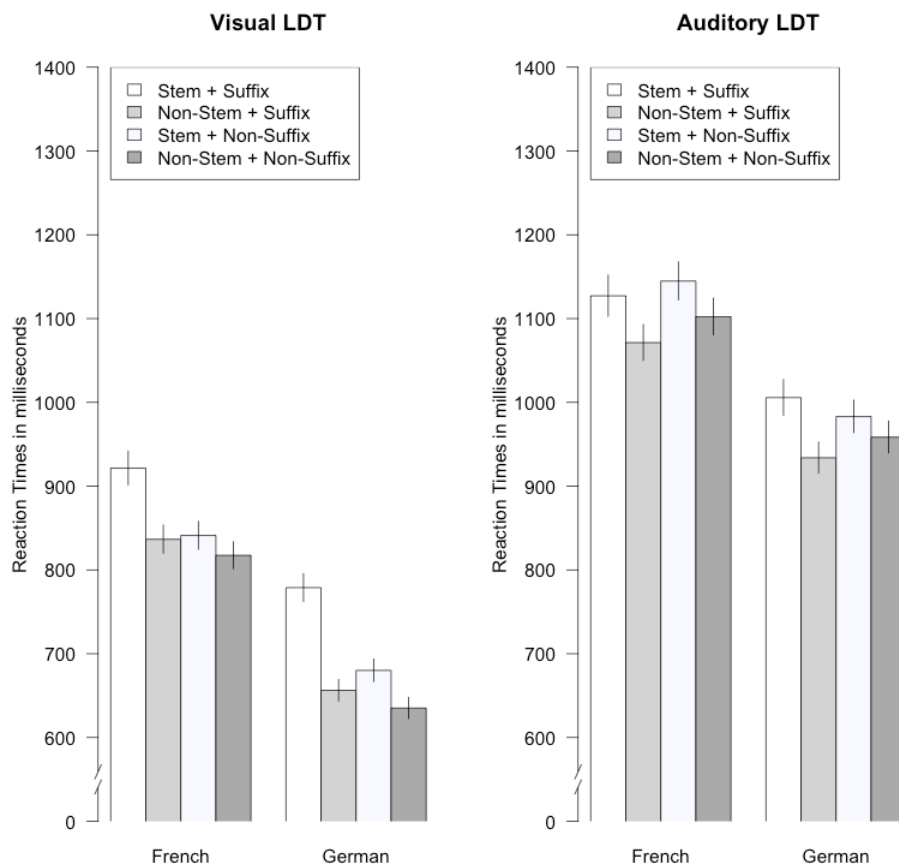 Visual LDT
1400
1300
1200
1100
1000
900
800
700
600
0
Reaction Times in milliseconds
Stem + Suffix
Non-Stem + Suffix
Stem + Non-Suffix
Non-Stem + Non-Suffix
French
German
Auditory LDT
1400
1300
1200
1100
1000
900
800
700
600
0
Reaction Times in milliseconds
Stem + Suffix
Non-Stem + Suffix
Stem + Non-Suffix
Non-Stem + Non-Suffix
French
German